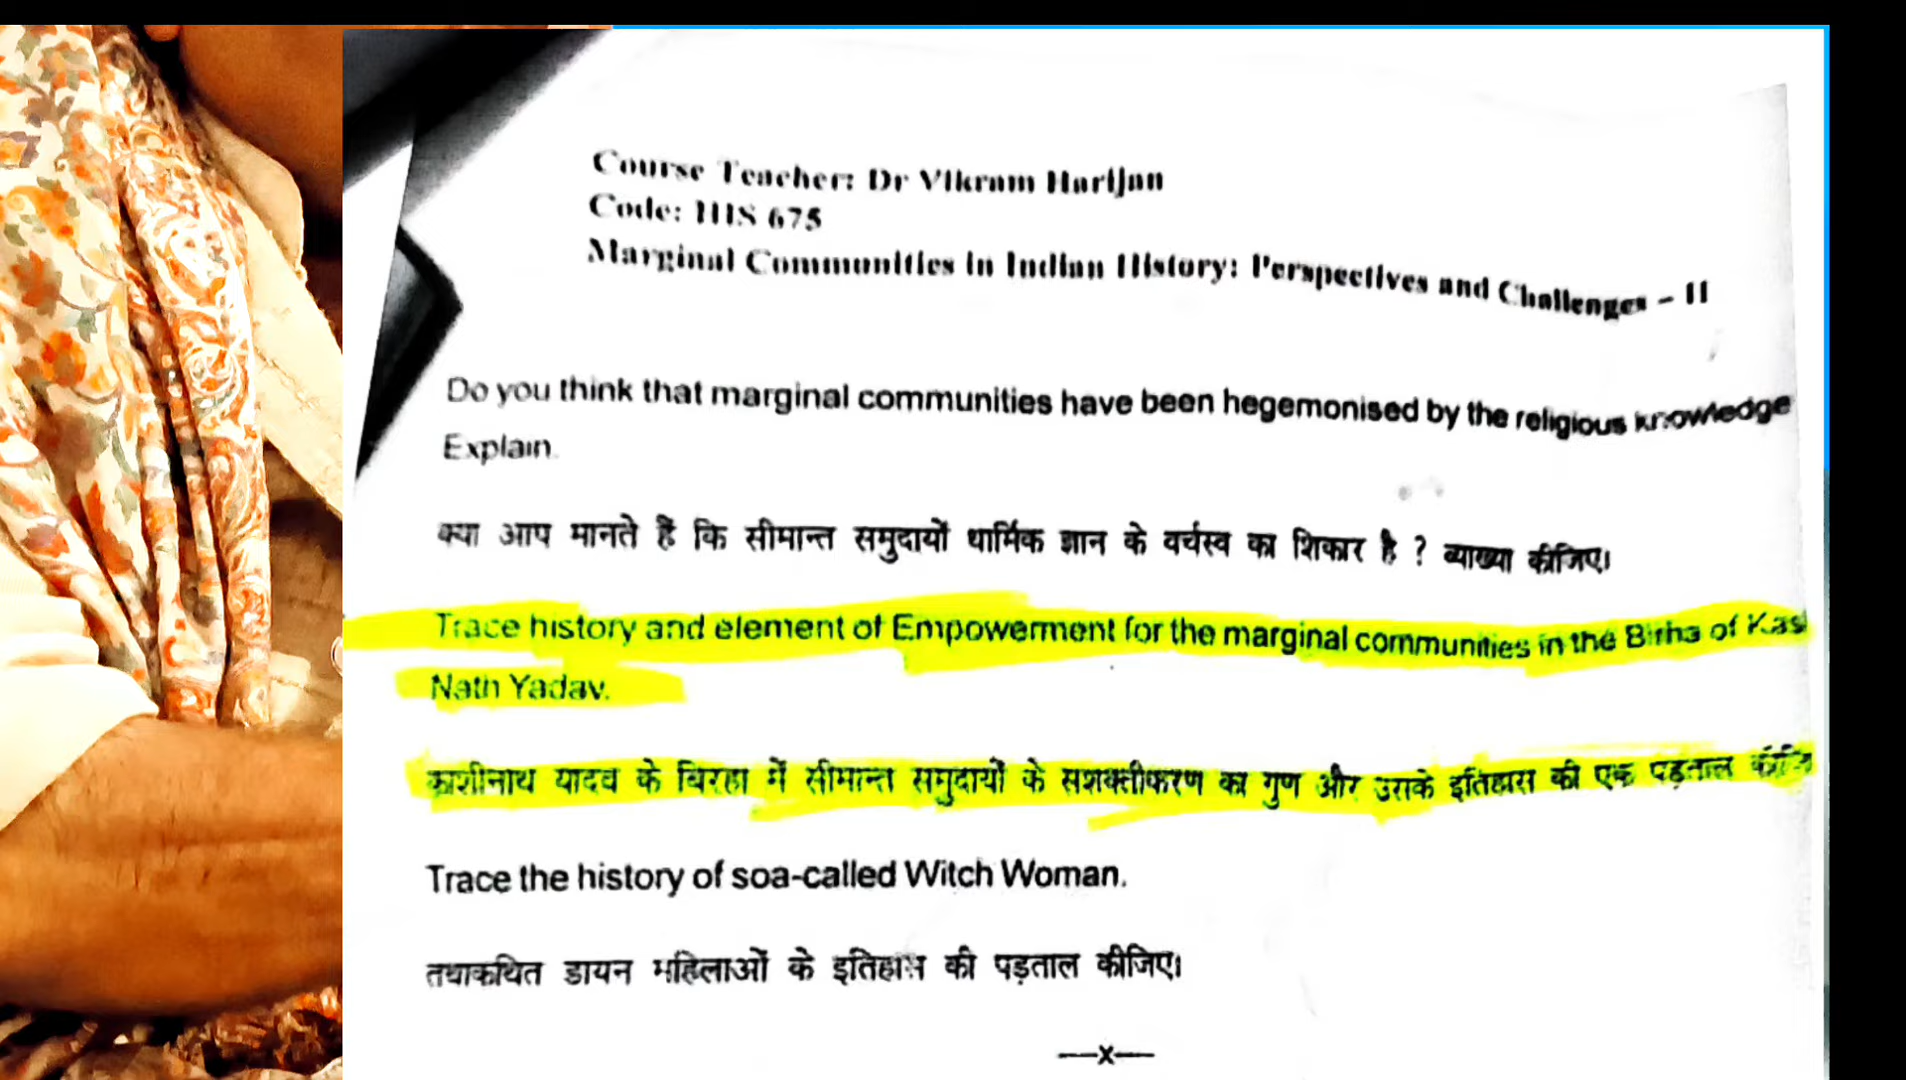 Course Teacher: Dr Vikram Harijan
Code: HIS 675
Marginal Communities in Indian History: Perspectives and Challenges – II
Do you think that marginal communities have been hegemonised by the religious knowledge
Explain.
क्या आप मानते हैं कि सीमान्त समुदायों धार्मिक ज्ञान के वर्चस्व का शिकार है ? व्याख्या कीजिए।
Trace history and element of Empowerment for the marginal communities in the Birha of Kas
Nath Yadav.
काशीनाथ यादव के बिरहा में सीमान्त समुदायों के सशक्तीकरण का गुण और उसके इतिहास की एक पड़ताल कीजि
Trace the history of soa-called Witch Woman.
तथाकथित डायन महिलाओं के इतिहास की पड़ताल कीजिए।
—x—